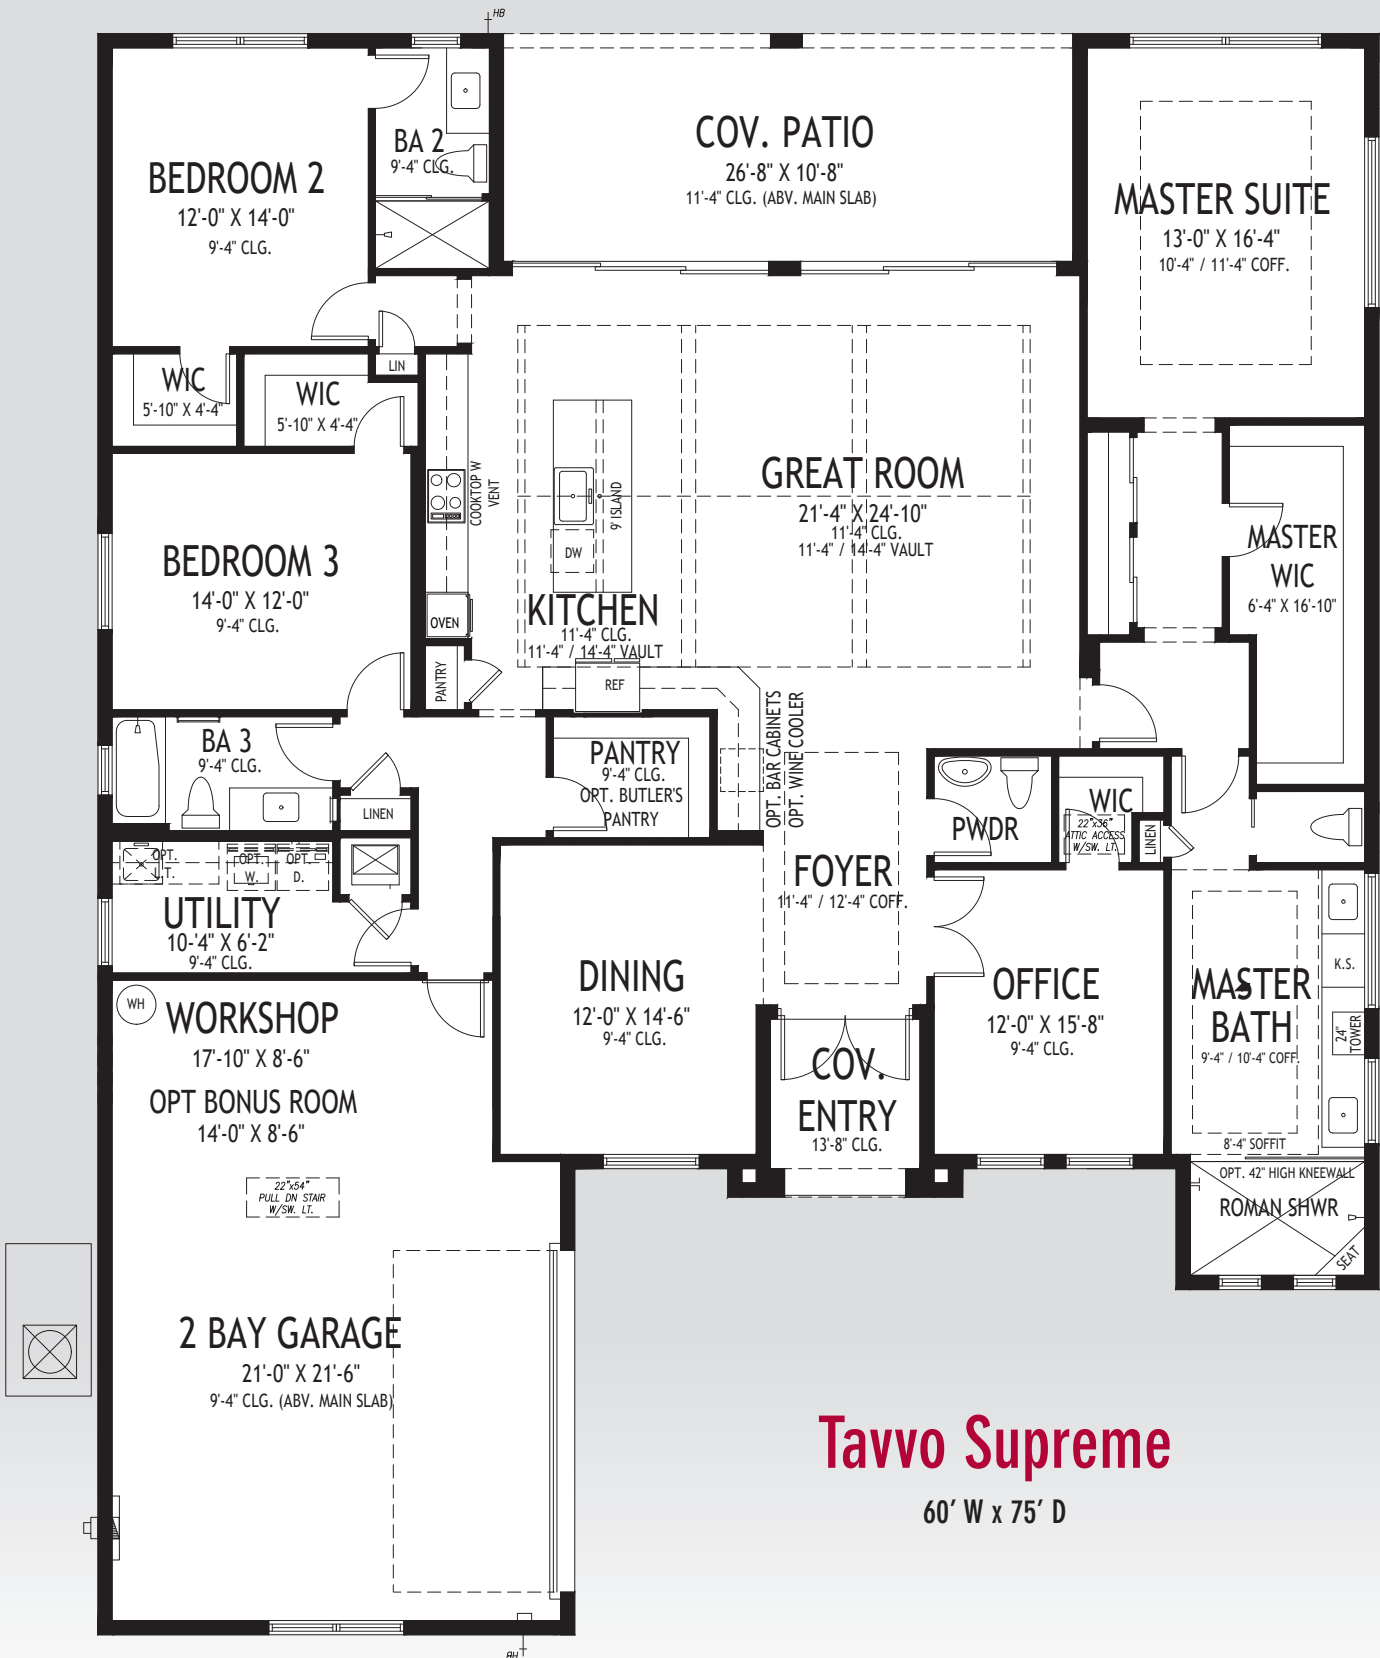 HB
BEDROOM 2
12'-0" X 14'-0"
9'-4" CLG.
BA 2
9'-4" CLG.
COV. PATIO
26'-8" X 10'-8"
11'-4" CLG. (ABV. MAIN SLAB)
MASTER SUITE
13'-0" X 16'-4"
10'-4" / 11'-4" COFF.
WIC
5'-10" X 4'-4"
WIC
5'-10" X 4'-4"
LIN
COOKTOP W
VENT
9' ISLAND
DW
GREAT ROOM
21'-4" X 24'-10"
11'-4" CLG.
11'-4" / 14'-4" VAULT
MASTER
WIC
6'-4" X 16'-10"
BEDROOM 3
14'-0" X 12'-0"
9'-4" CLG.
OVEN
KITCHEN
11'-4" CLG.
11'-4" / 14'-4" VAULT
PANTRY
REF
OPT. BAR CABINETS
OPT. WINE COOLER
BA 3
9'-4" CLG.
LINEN
PANTRY
9'-4" CLG.
OPT. BUTLER'S
PANTRY
PWDR
WIC
22"x36"
ATTIC ACCESS
W/SW. LT.
LINEN
OPT.
L.T.
OPT.
W.
OPT.
D.
UTILITY
10-'4" X 6'-2"
9'-4" CLG.
FOYER
11'-4" / 12'-4" COFF.
DINING
12'-0" X 14'-6"
9'-4" CLG.
OFFICE
12'-0" X 15'-8"
9'-4" CLG.
K.S.
MASTER
BATH
9'-4" / 10'-4" COFF.
24"
TOWER
8'-4" SOFFIT
WH
WORKSHOP
17'-10" X 8'-6"
OPT BONUS ROOM
14'-0" X 8'-6"
COV.
ENTRY
13'-8" CLG.
OPT. 42" HIGH KNEEWALL
ROMAN SHWR
SEAT
22"x54"
PULL DN STAIR
W/SW. LT.
2 BAY GARAGE
21'-0" X 21'-6"
9'-4" CLG. (ABV. MAIN SLAB)
Tavvo Supreme
60' W x 75' D
HB